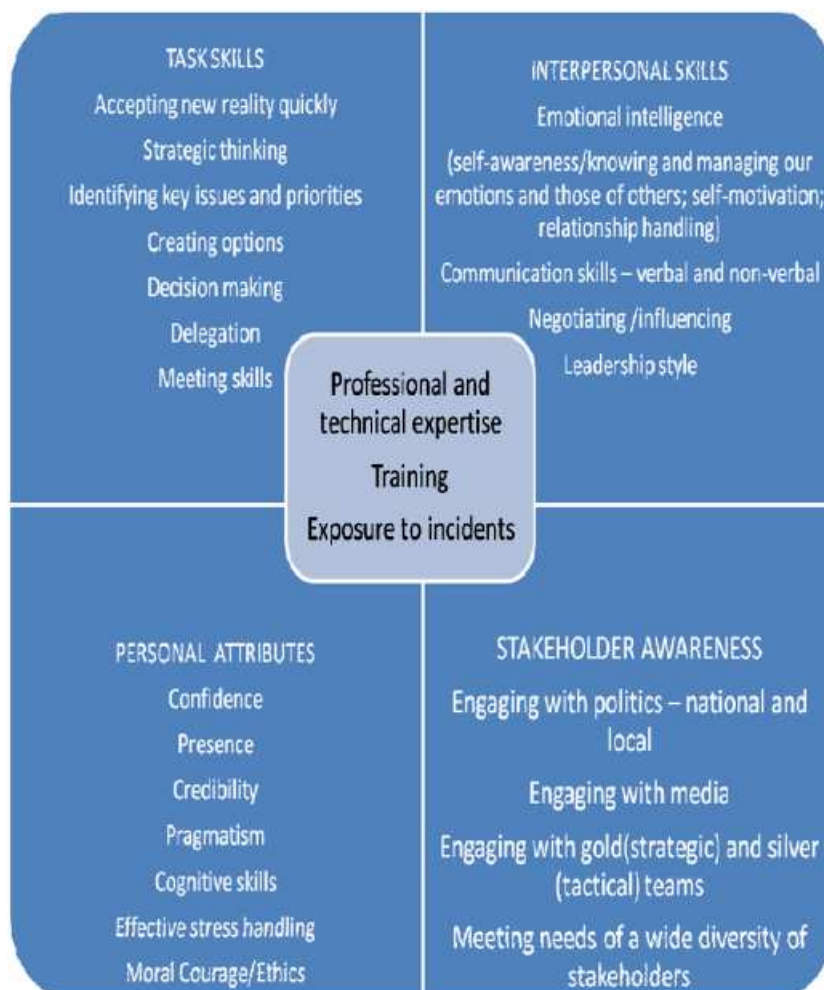 TASK SKILLS
Accepting new reality quickly
Strategic thinking
Identifying key issues and priorities
Creating options
Decision making
Delegation
Meeting skills
INTERPERSONAL SKILLS
Emotional intelligence
(self-awareness/knowing and managing our
emotions and those of others; self-motivation;
relationship handling)
Communication skills – verbal and non-verbal
Negotiating /influencing
Leadership style
Professional and
technical expertise
Training
Exposure to incidents
PERSONAL ATTRIBUTES
Confidence
Presence
Credibility
Pragmatism
Cognitive skills
Effective stress handling
Moral Courage/Ethics
STAKEHOLDER AWARENESS
Engaging with politics – national and
local
Engaging with media
Engaging with gold(strategic) and silver
(tactical) teams
Meeting needs of a wide diversity of
stakeholders